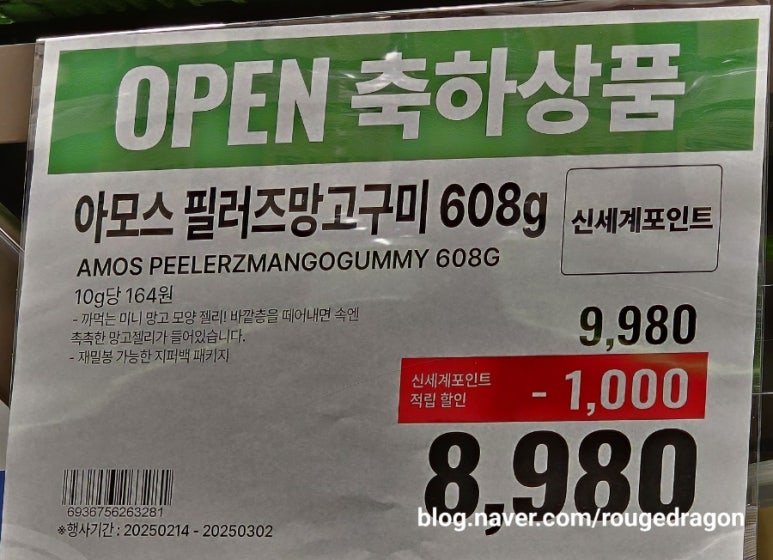 OPEN 축하상품
아모스 필러즈망고구미 608g
신세계포인트
AMOS PEELERZMANGOGUMMY 608G
10g당 164원
- 까먹는 미니 망고 모양 젤리! 바깥층을 떼어내면 속엔
촉촉한 망고젤리가 들어있습니다.
- 재밀봉 가능한 지퍼백 패키지
9,980
신세계포인트
적립 할인
- 1,000
8,980
6936756263281
※행사기간 : 20250214 - 20250302
blog.naver.com/rougedragon